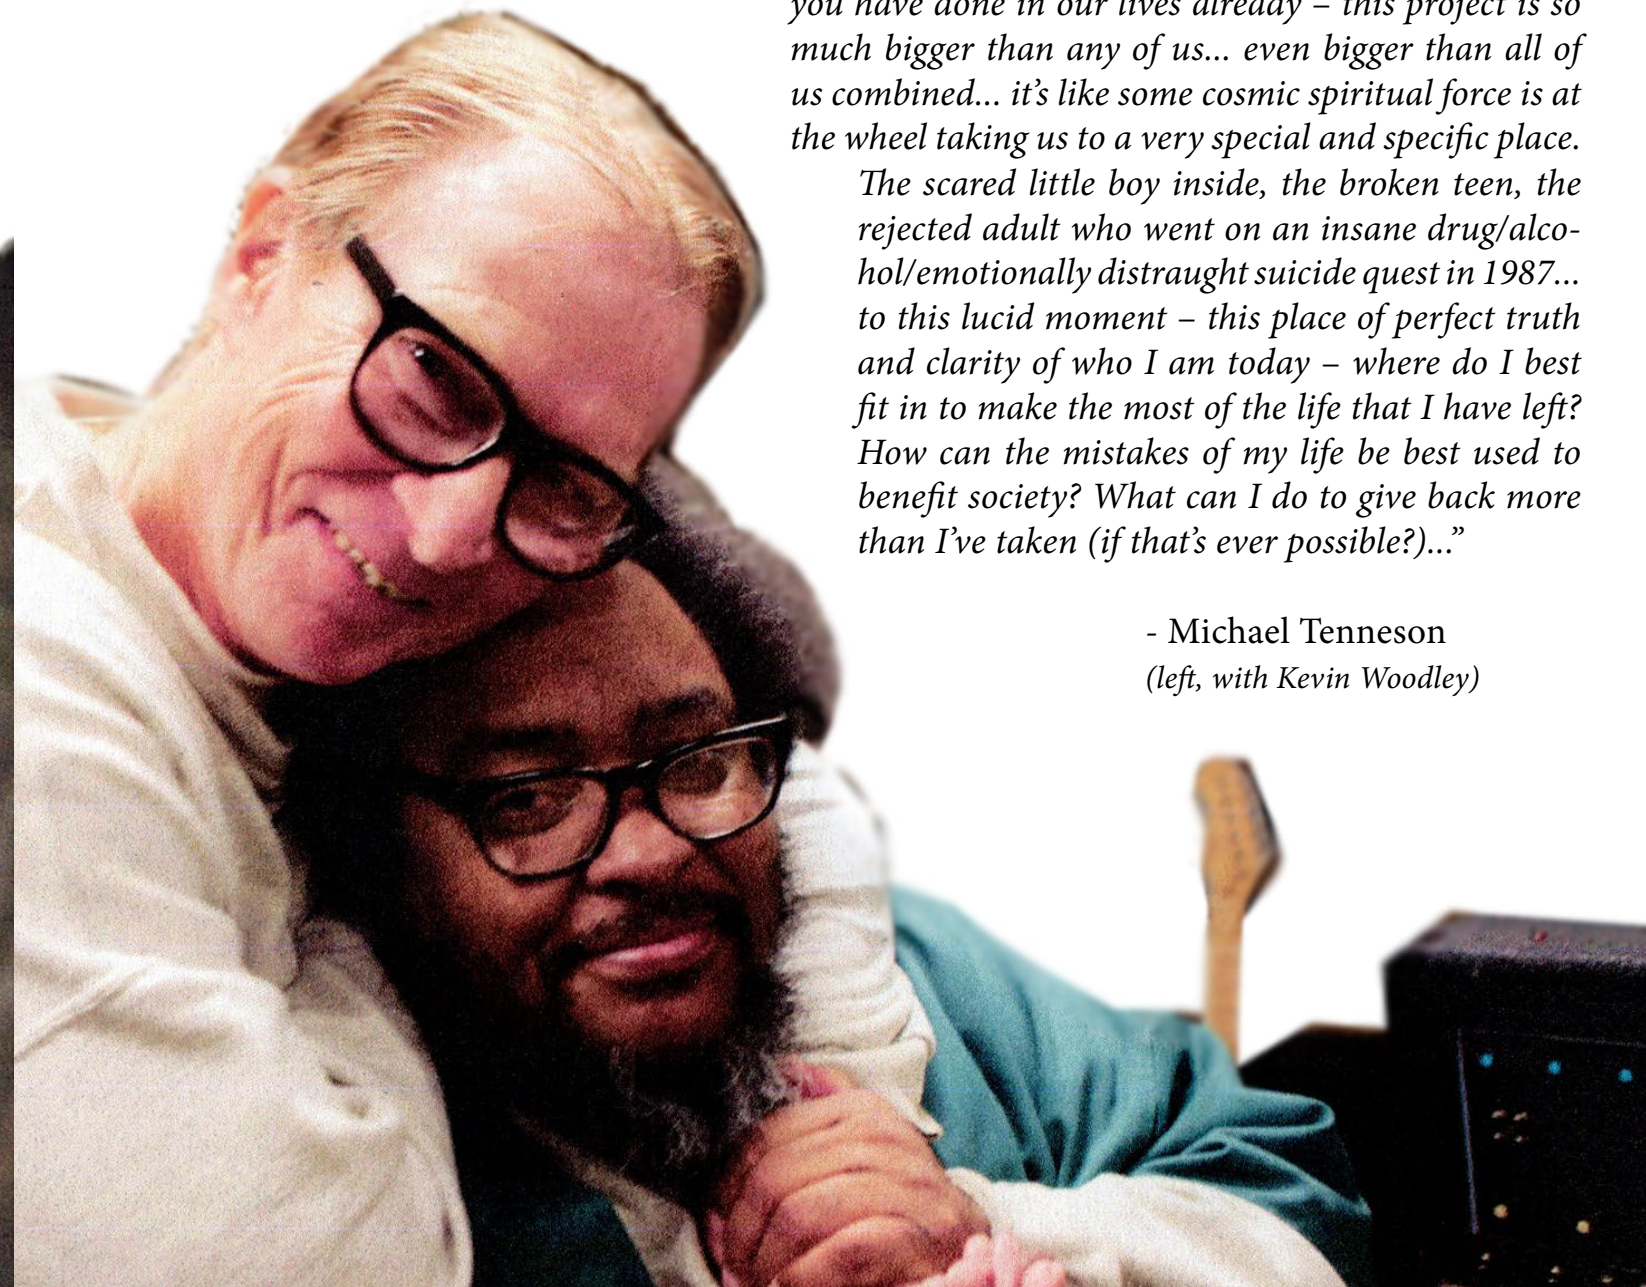 you have done in our lives already – this project is so
much bigger than any of us... even bigger than all of
us combined... it’s like some cosmic spiritual force is at
the wheel taking us to a very special and specific place.
The scared little boy inside, the broken teen, the
rejected adult who went on an insane drug/alco-
hol/emotionally distraught suicide quest in 1987...
to this lucid moment – this place of perfect truth
and clarity of who I am today – where do I best
fit in to make the most of the life that I have left?
How can the mistakes of my life be best used to
benefit society? What can I do to give back more
than I’ve taken (if that’s ever possible?)...”
- Michael Tenneson
(left, with Kevin Woodley)